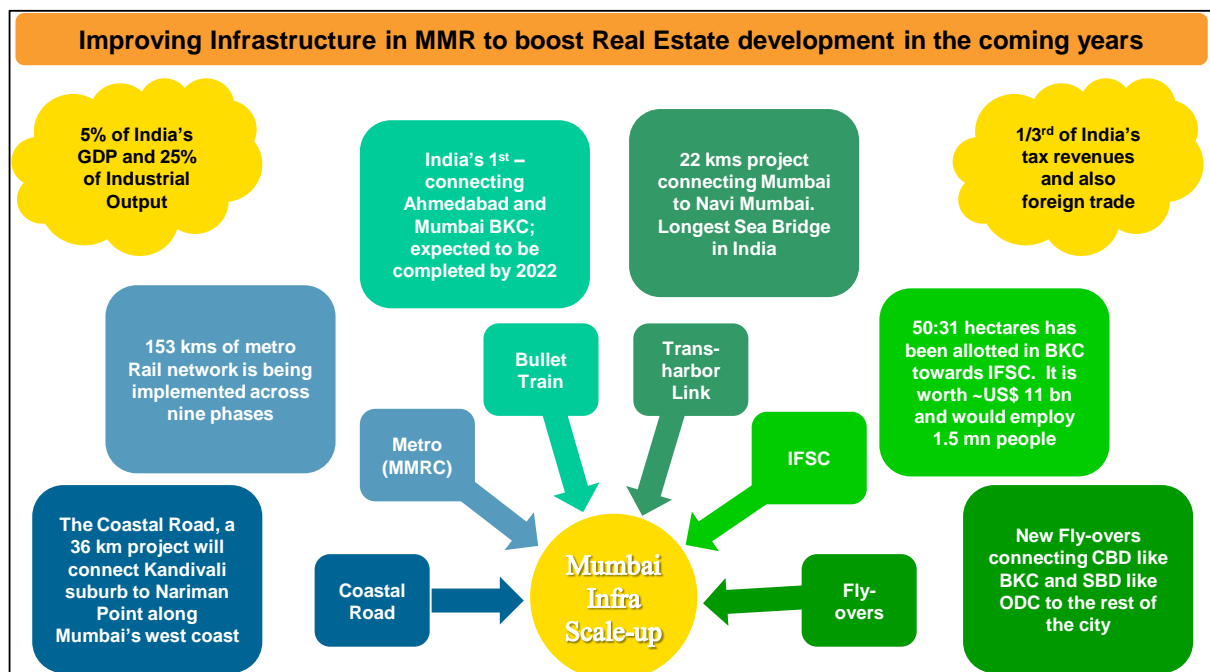 Improving Infrastructure in MMR to boost Real Estate development in the coming years
5% of India’s
GDP and 25%
of Industrial
Output
India’s 1st –
connecting
Ahmedabad and
Mumbai BKC;
expected to be
completed by 2022
22 kms project
connecting Mumbai
to Navi Mumbai.
Longest Sea Bridge
in India
1/3rd of India’s
tax revenues
and also
foreign trade
153 kms of metro
Rail network is being
implemented across
nine phases
Bullet
Train
Trans-
harbor
Link
50:31 hectares has
been allotted in BKC
towards IFSC.  It is
worth ~US$ 11 bn
and would employ
1.5 mn people
Metro
(MMRC)
IFSC
The Coastal Road, a
36 km project will
connect Kandivali
suburb to Nariman
Point along
Mumbai’s west coast
Coastal
Road
Mumbai
Infra
Scale-up
Fly-
overs
New Fly-overs
connecting CBD like
BKC and SBD like
ODC to the rest of
the city